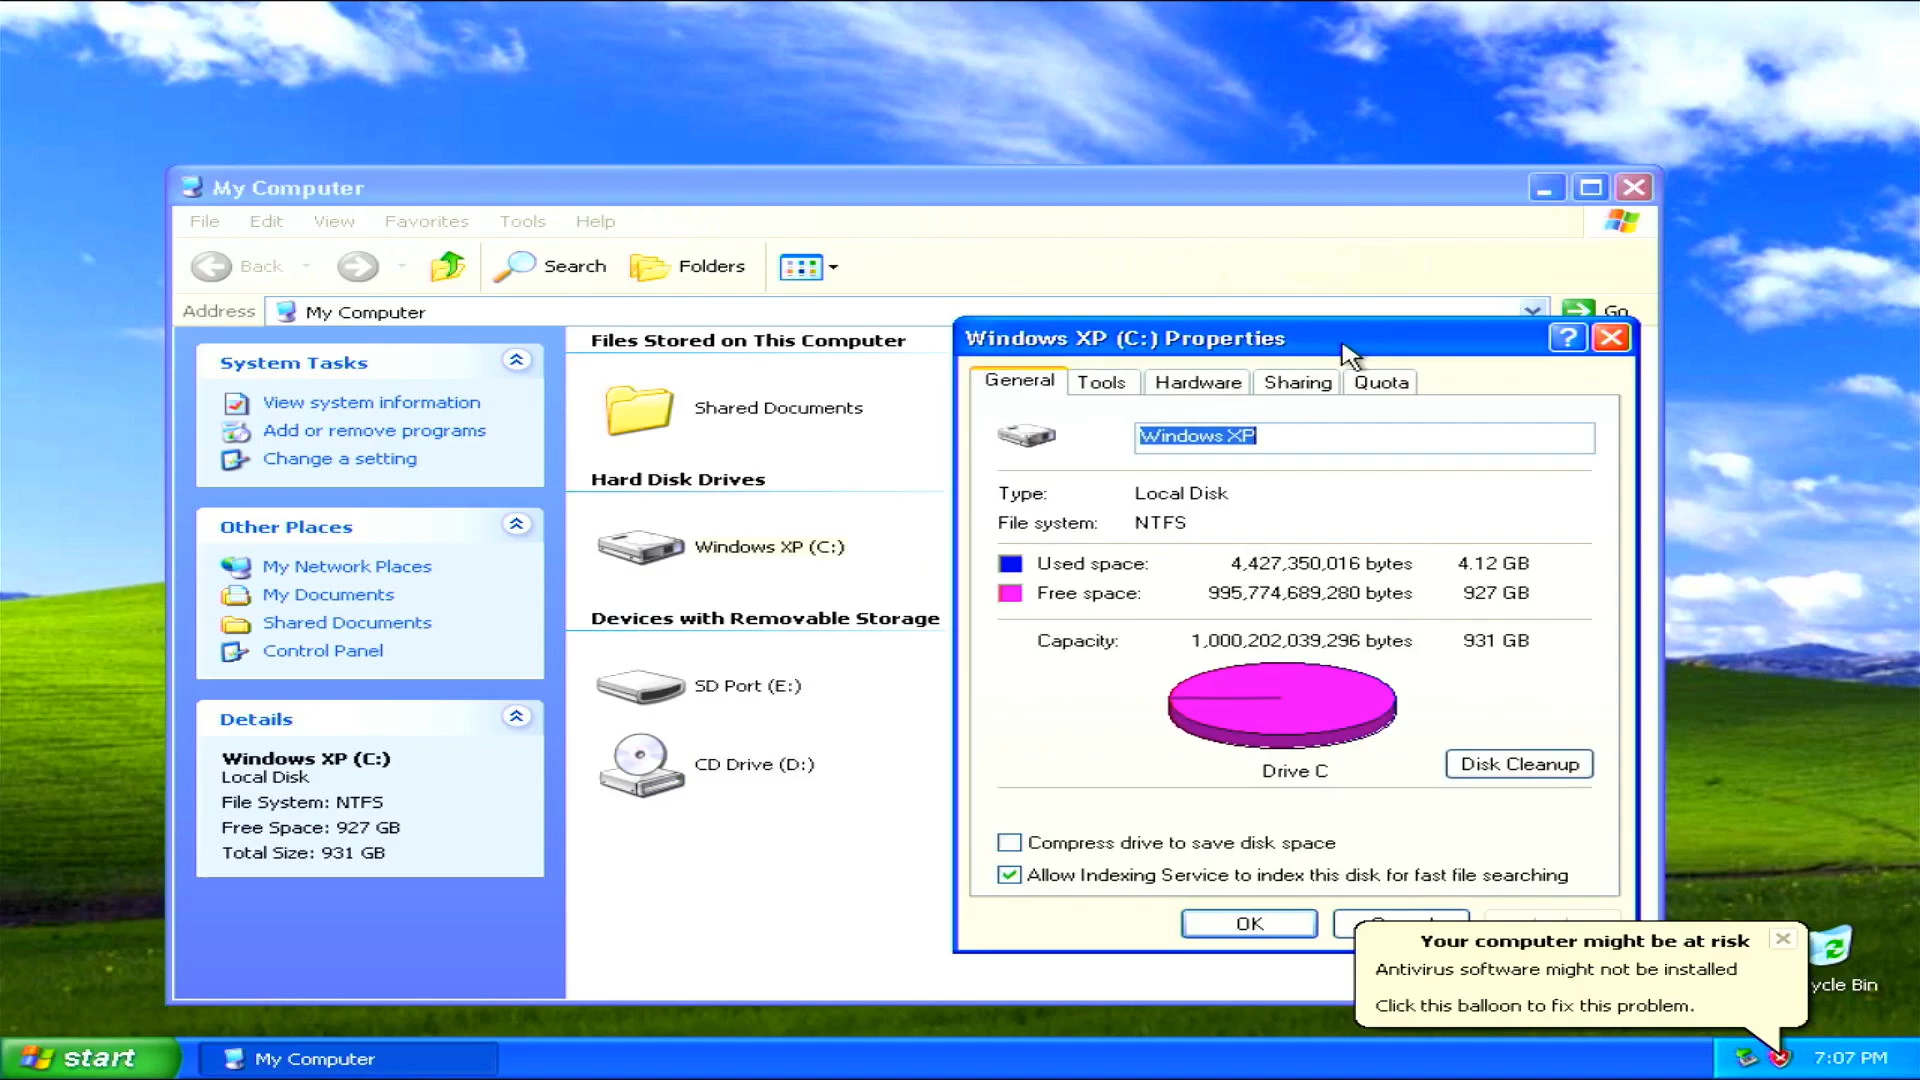 My Computer
File Edit View Favorites Tools Help
Back Search Folders
Address My Computer Go
System Tasks
View system information
Add or remove programs
Change a setting
Other Places
My Network Places
My Documents
Shared Documents
Control Panel
Details
Windows XP (C:)
Local Disk
File System: NTFS
Free Space: 927 GB
Total Size: 931 GB
Files Stored on This Computer
Shared Documents
Hard Disk Drives
Windows XP (C:)
Devices with Removable Storage
SD Port (E:)
CD Drive (D:)
Windows XP (C:) Properties
General Tools Hardware Sharing Quota
Windows XP
Type: Local Disk
File system: NTFS
Used space: 4,427,350,016 bytes 4.12 GB
Free space: 995,774,689,280 bytes 927 GB
Capacity: 1,000,202,039,296 bytes 931 GB
Drive C
Disk Cleanup
Compress drive to save disk space
Allow Indexing Service to index this disk for fast file searching
OK
Your computer might be at risk
Antivirus software might not be installed
Click this balloon to fix this problem.
ycle Bin
start My Computer 7:07 PM